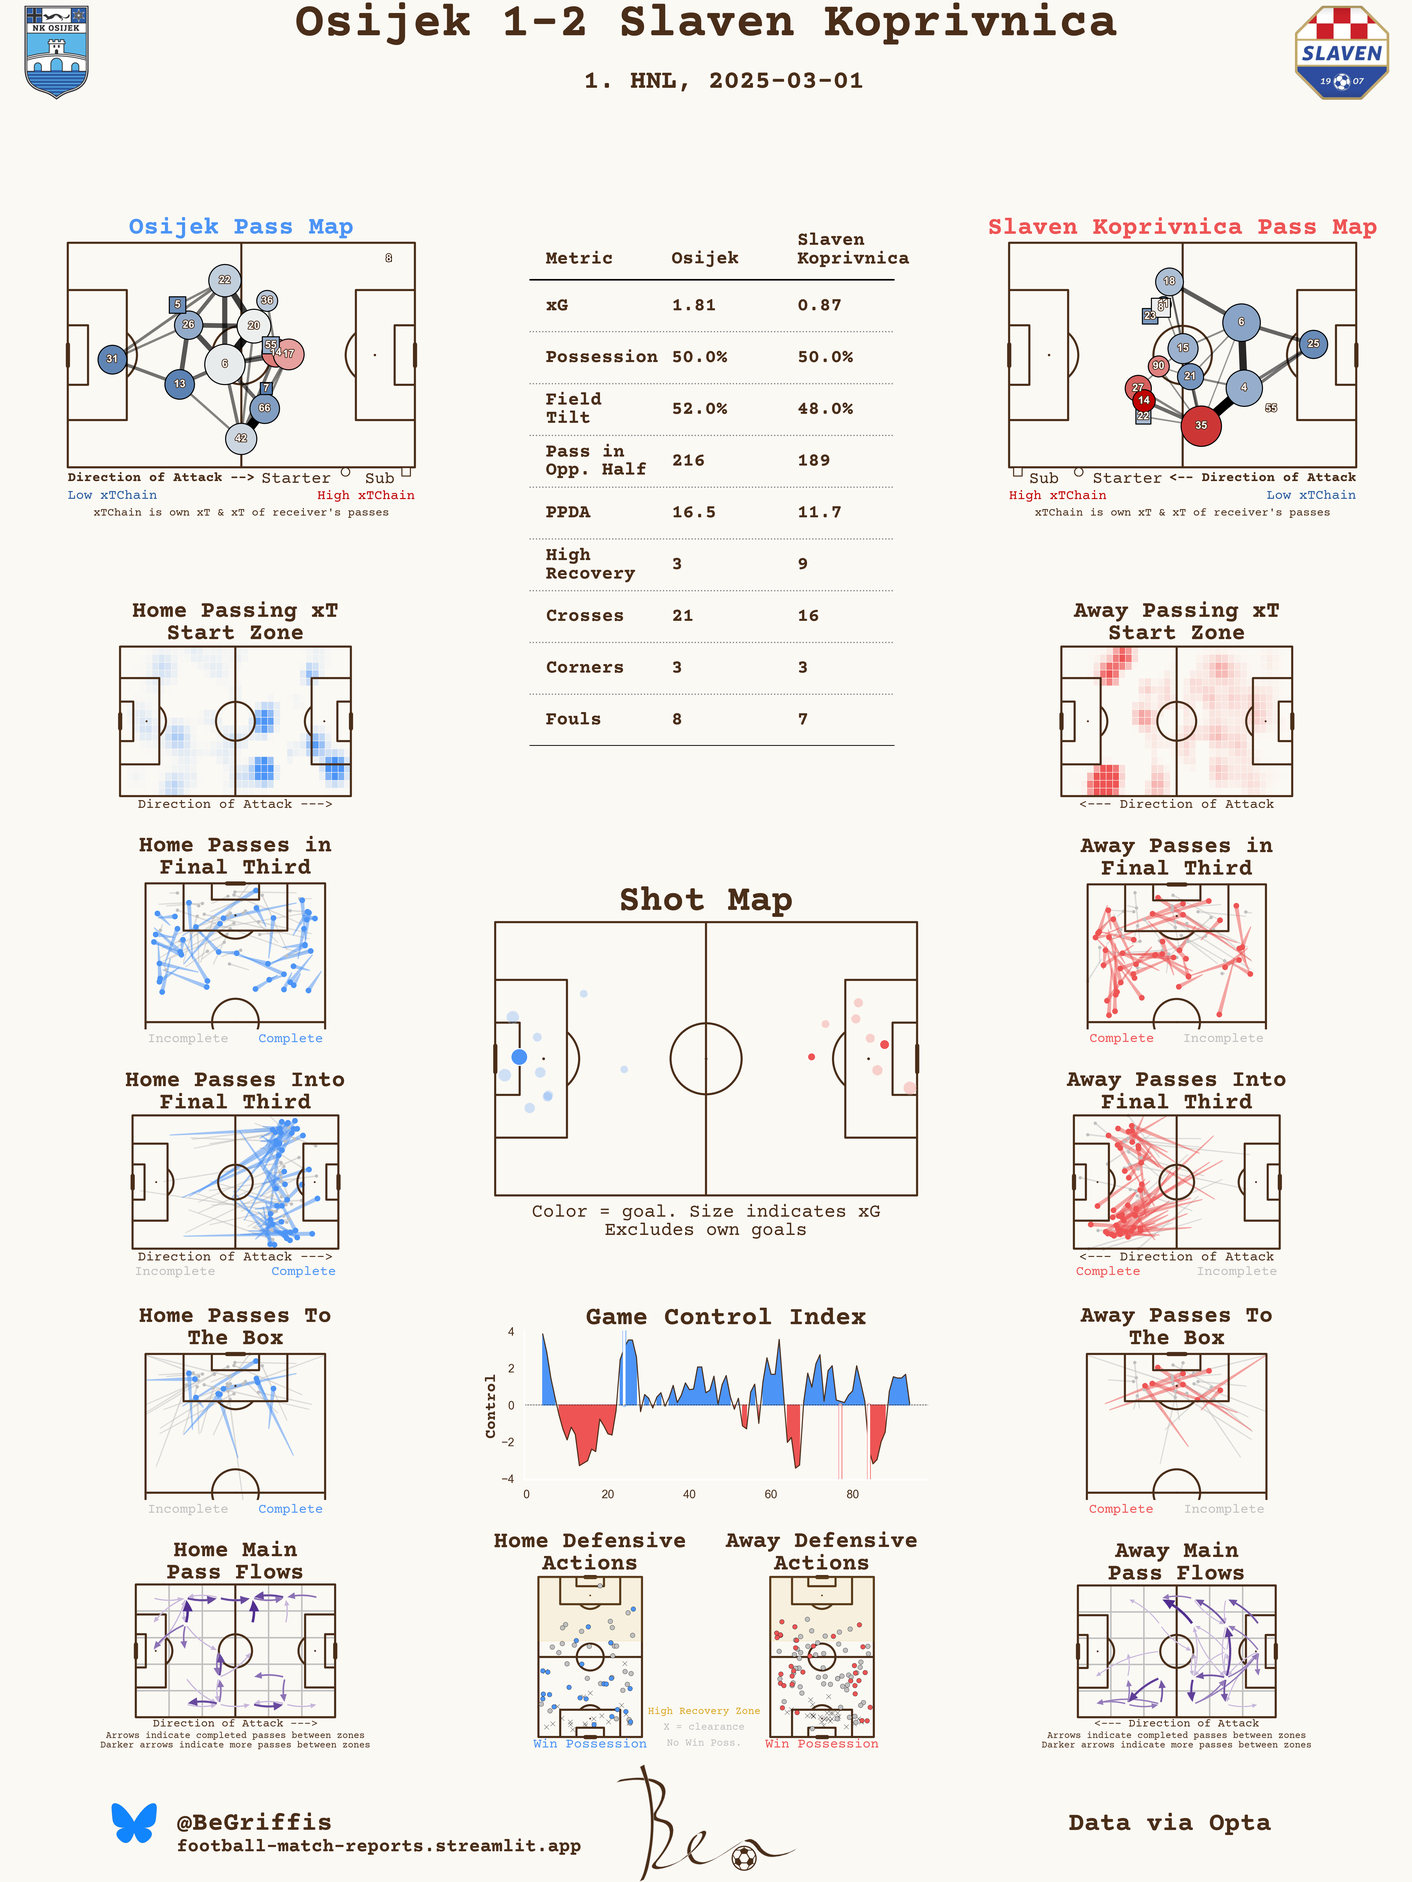 Osijek 1-2 Slaven Koprivnica
1. HNL, 2025-03-01
NK OSIJEK
SLAVEN
19 07
Osijek Pass Map
8
22
5
36
26
20
55
14
17
31
6
13
7
66
42
Direction of Attack --> Starter Sub
Low xTChain High xTChain
xTChain is own xT & xT of receiver's passes
Metric Osijek Slaven Koprivnica
xG 1.81 0.87
Possession 50.0% 50.0%
Field Tilt 52.0% 48.0%
Pass in Opp. Half 216 189
PPDA 16.5 11.7
High Recovery 3 9
Crosses 21 16
Corners 3 3
Fouls 8 7
Slaven Koprivnica Pass Map
18
8
23
6
15
25
90
21
27
4
14
22
55
35
Sub Starter <-- Direction of Attack
High xTChain Low xTChain
xTChain is own xT & xT of receiver's passes
Home Passing xT
Start Zone
Direction of Attack --->
Away Passing xT
Start Zone
<--- Direction of Attack
Home Passes in
Final Third
Incomplete Complete
Away Passes in
Final Third
Complete Incomplete
Shot Map
Color = goal. Size indicates xG
Excludes own goals
Home Passes Into
Final Third
Direction of Attack --->
Incomplete Complete
Away Passes Into
Final Third
<--- Direction of Attack
Complete Incomplete
Home Passes To
The Box
Incomplete Complete
Game Control Index
Control
4
2
0
−2
−4
0 20 40 60 80
Away Passes To
The Box
Complete Incomplete
Home Main
Pass Flows
Direction of Attack --->
Arrows indicate completed passes between zones
Darker arrows indicate more passes between zones
Home Defensive
Actions
Win Possession
High Recovery Zone
X = clearance
No Win Poss.
Away Defensive
Actions
Win Possession
Away Main
Pass Flows
<--- Direction of Attack
Arrows indicate completed passes between zones
Darker arrows indicate more passes between zones
@BeGriffis
football-match-reports.streamlit.app
Ben
Data via Opta